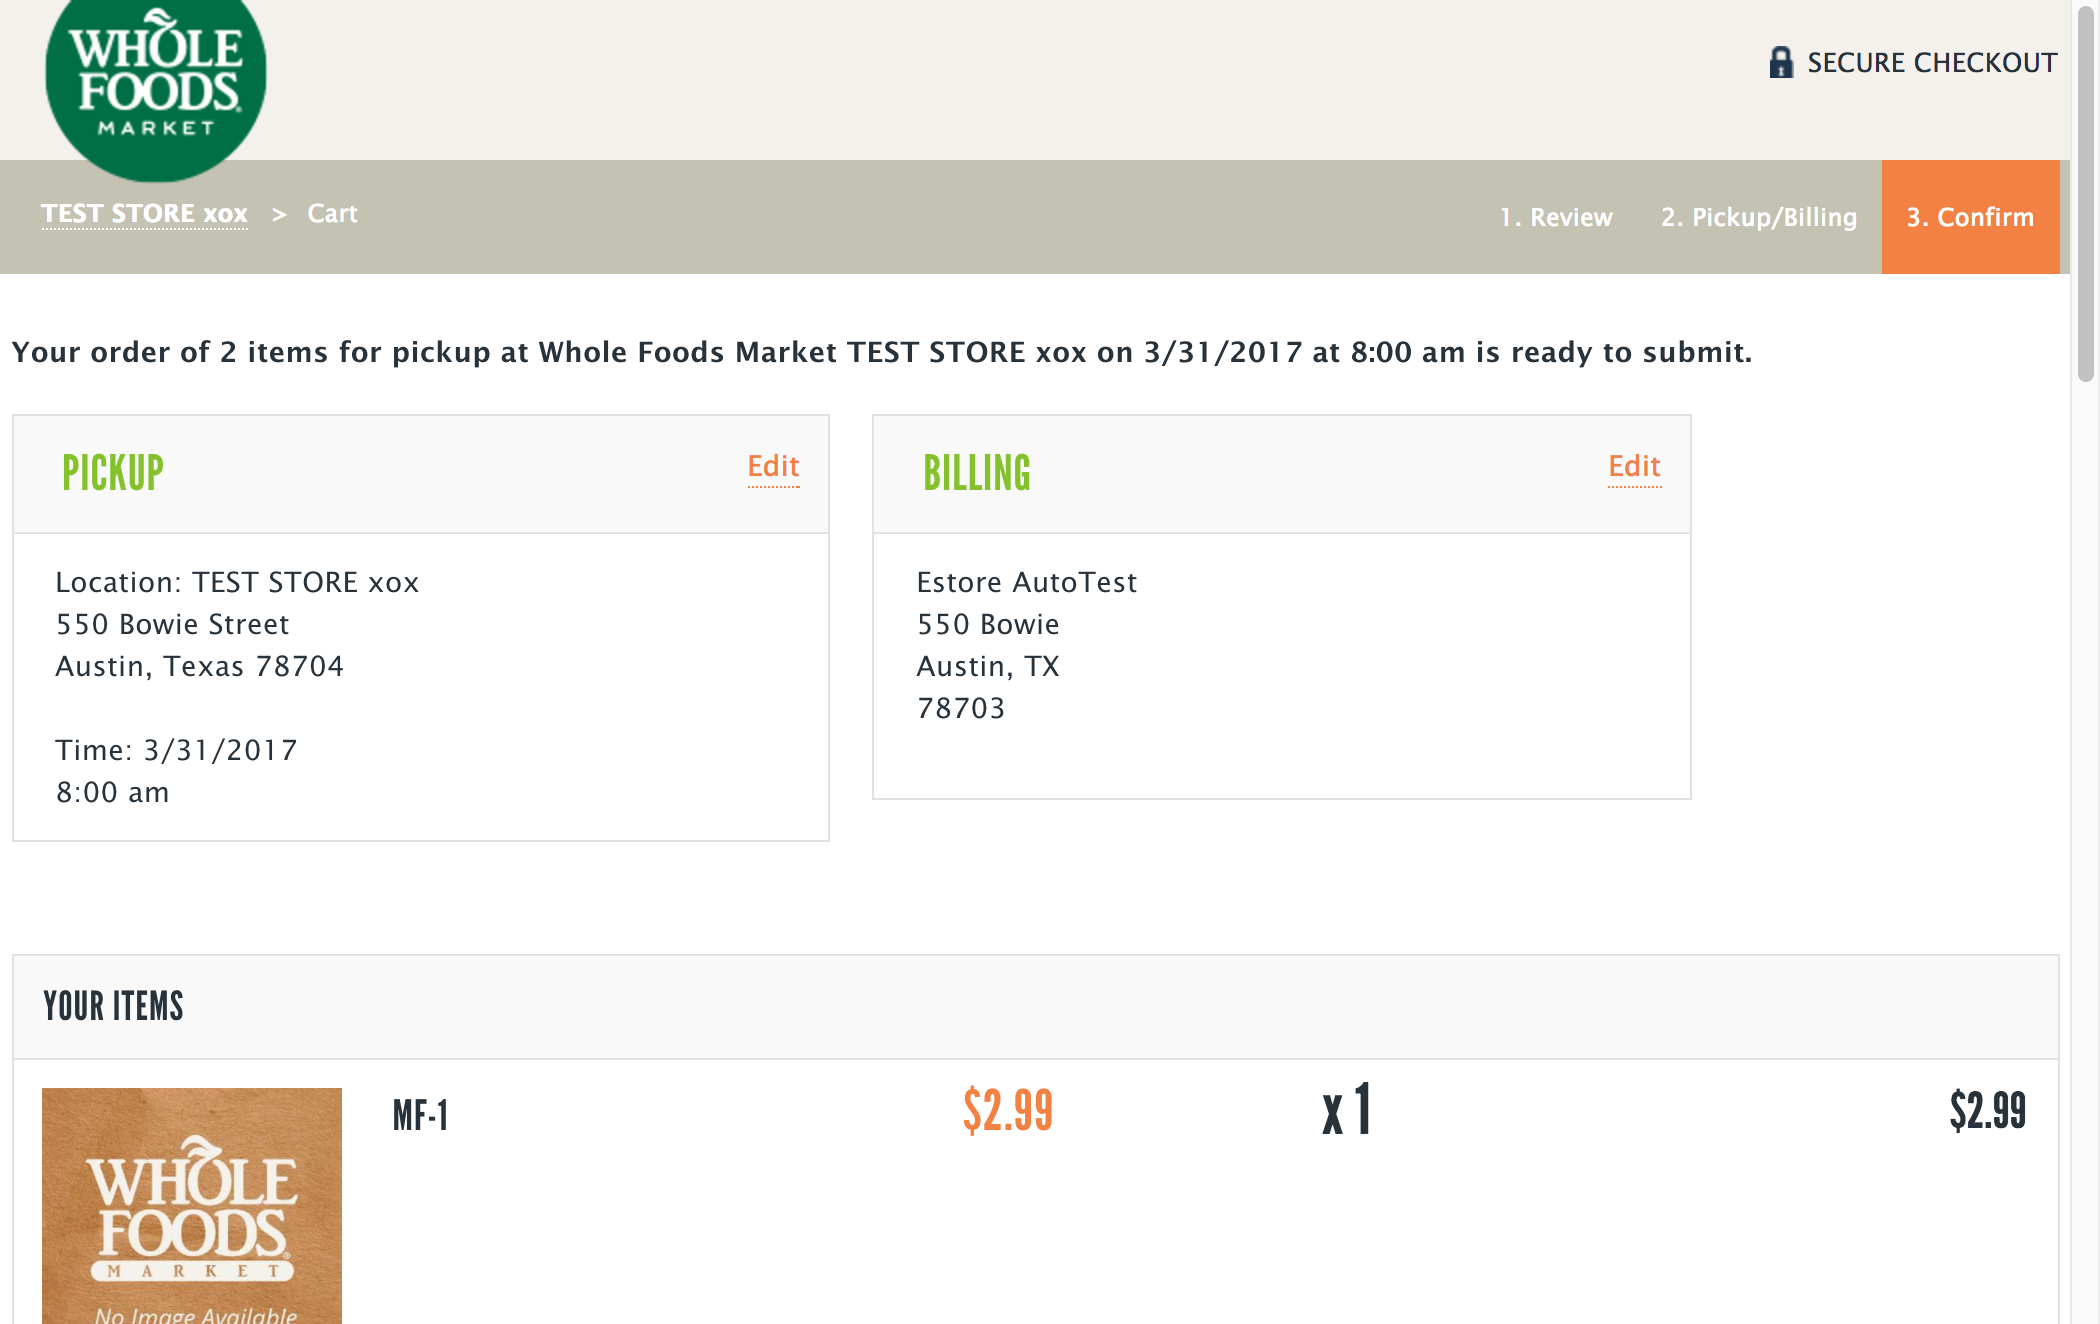 WHOLE
FOODS
MARKET
SECURE CHECKOUT
TEST STORE xox > Cart
1. Review 2. Pickup/Billing 3. Confirm
Your order of 2 items for pickup at Whole Foods Market TEST STORE xox on 3/31/2017 at 8:00 am is ready to submit.
PICKUP Edit
Location: TEST STORE xox
550 Bowie Street
Austin, Texas 78704
Time: 3/31/2017
8:00 am
BILLING Edit
Estore AutoTest
550 Bowie
Austin, TX
78703
YOUR ITEMS
MF-1 $2.99 x 1 $2.99
WHOLE
FOODS
MARKET
No Image Available